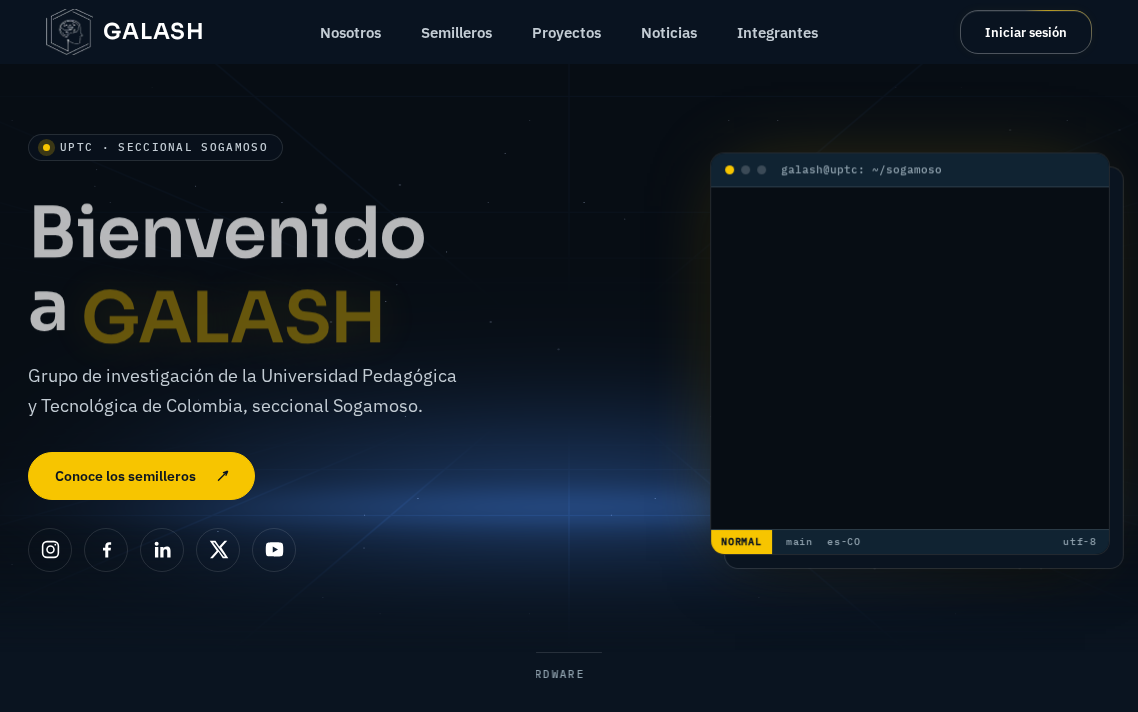 GALASH
Nosotros
Semilleros
Proyectos
Noticias
Integrantes
Iniciar sesión
UPTC · SECCIONAL SOGAMOSO
Bienvenido
a GALASH
Grupo de investigación de la Universidad Pedagógica
y Tecnológica de Colombia, seccional Sogamoso.
Conoce los semilleros ↗
galash@uptc: ~/sogamoso
NORMAL main es-CO utf-8
RDWARE